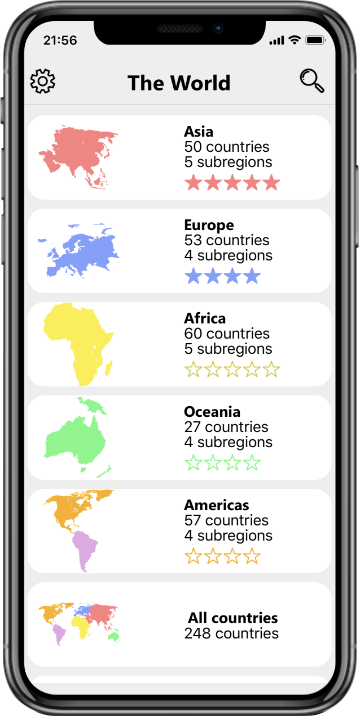 21:56
The World
Asia
50 countries
5 subregions
Europe
53 countries
4 subregions
Africa
60 countries
5 subregions
Oceania
27 countries
4 subregions
Americas
57 countries
5 subregions
All countries
248 countries